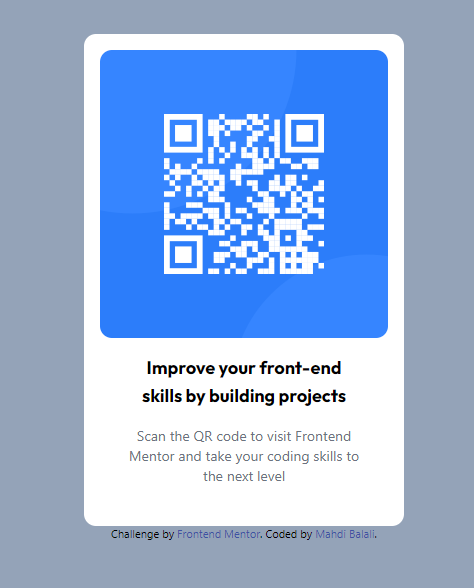 Improve your front-end
skills by building projects
Scan the QR code to visit Frontend
Mentor and take your coding skills to
the next level
Challenge by Frontend Mentor. Coded by Mahdi Balali.